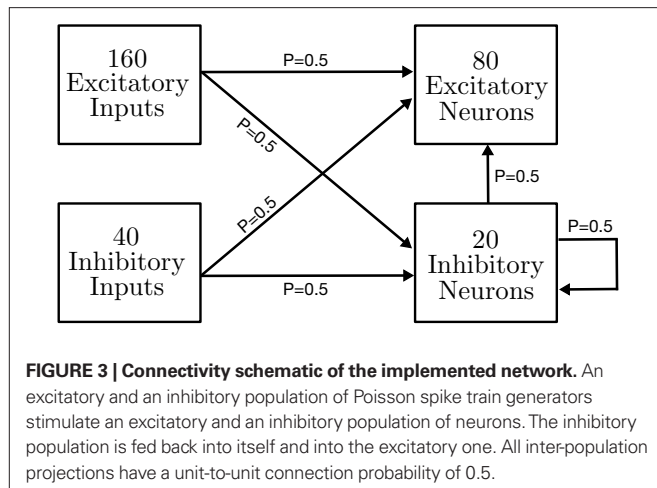 160
Excitatory
Inputs
P=0.5
80
Excitatory
Neurons
P=0.5
P=0.5
P=0.5
40
Inhibitory
Inputs
P=0.5
20
Inhibitory
Neurons
P=0.5
FIGURE 3 | Connectivity schematic of the implemented network. An
excitatory and an inhibitory population of Poisson spike train generators
stimulate an excitatory and an inhibitory population of neurons. The inhibitory
population is fed back into itself and into the excitatory one. All inter-population
projections have a unit-to-unit connection probability of 0.5.